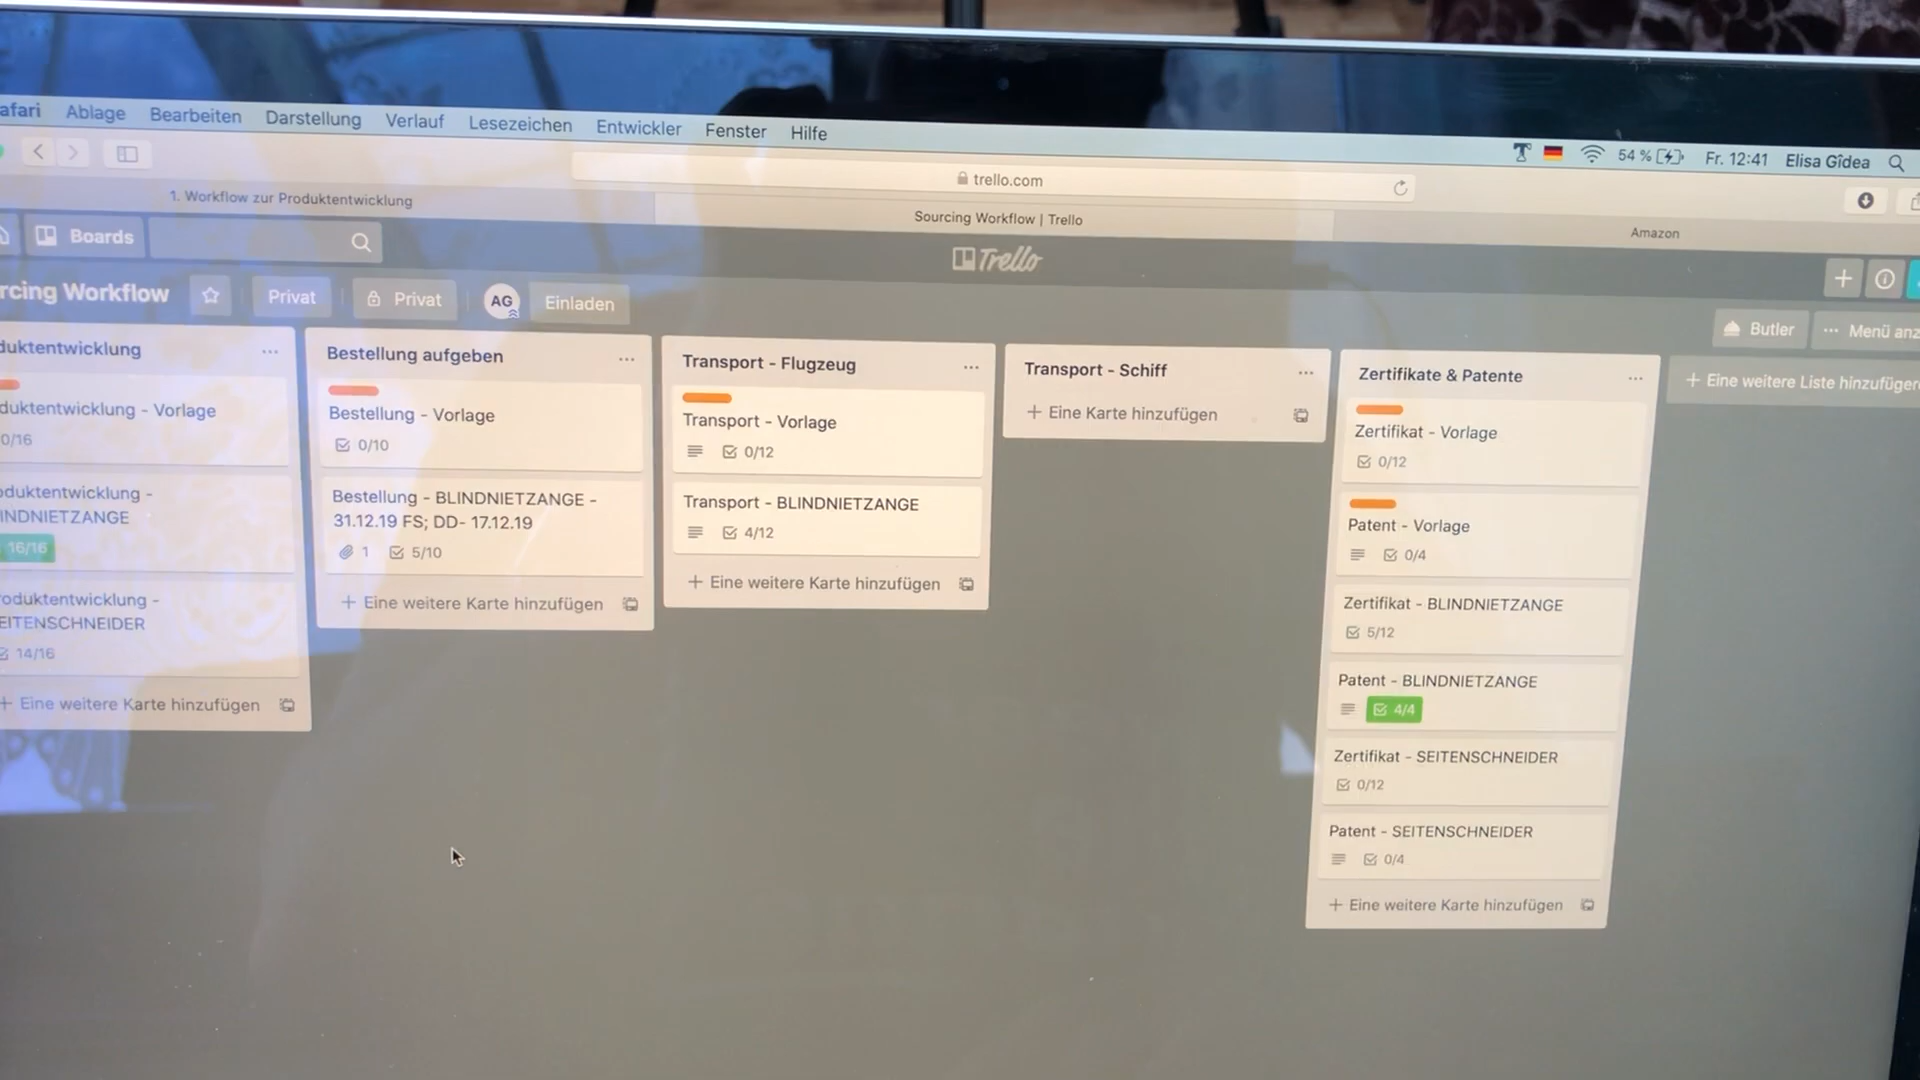 afari Ablage Bearbeiten Darstellung Verlauf Lesezeichen Entwickler Fenster Hilfe
54 % Fr. 12:41 Elisa Gîdea
trello.com
1. Workflow zur Produktentwicklung
Sourcing Workflow | Trello
Amazon
Boards
Trello
rcing Workflow
Privat
Privat
AG
Einladen
Butler
... Menü anz
duktentwicklung ...
duktentwicklung - Vorlage
0/16
oduktentwicklung -
INDNIETZANGE
16/16
oduktentwicklung -
EITENSCHNEIDER
14/16
+ Eine weitere Karte hinzufügen
Bestellung aufgeben ...
Bestellung - Vorlage
0/10
Bestellung - BLINDNIETZANGE -
31.12.19 FS; DD- 17.12.19
1 5/10
+ Eine weitere Karte hinzufügen
Transport - Flugzeug ...
Transport - Vorlage
0/12
Transport - BLINDNIETZANGE
4/12
+ Eine weitere Karte hinzufügen
Transport - Schiff ...
+ Eine Karte hinzufügen
Zertifikate & Patente ...
Zertifikat - Vorlage
0/12
Patent - Vorlage
0/4
Zertifikat - BLINDNIETZANGE
5/12
Patent - BLINDNIETZANGE
4/4
Zertifikat - SEITENSCHNEIDER
0/12
Patent - SEITENSCHNEIDER
0/4
+ Eine weitere Karte hinzufügen
+ Eine weitere Liste hinzufügen